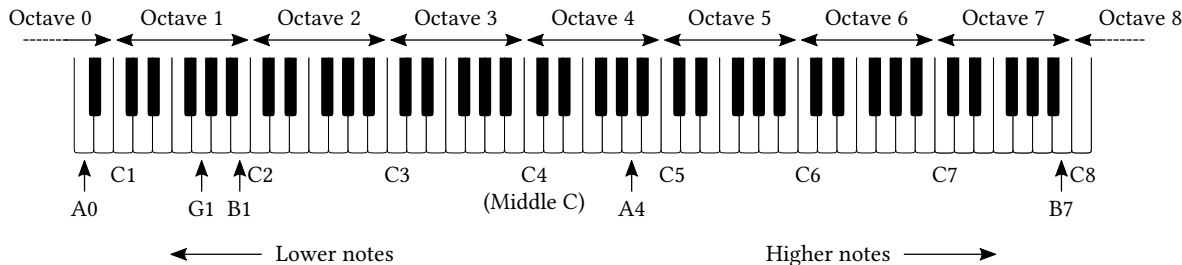 Octave 0 Octave 1 Octave 2 Octave 3 Octave 4 Octave 5 Octave 6 Octave 7 Octave 8
C1 C2 C3 C4 C5 C6 C7 C8
(Middle C)
A0 G1 B1 A4 B7
Lower notes Higher notes